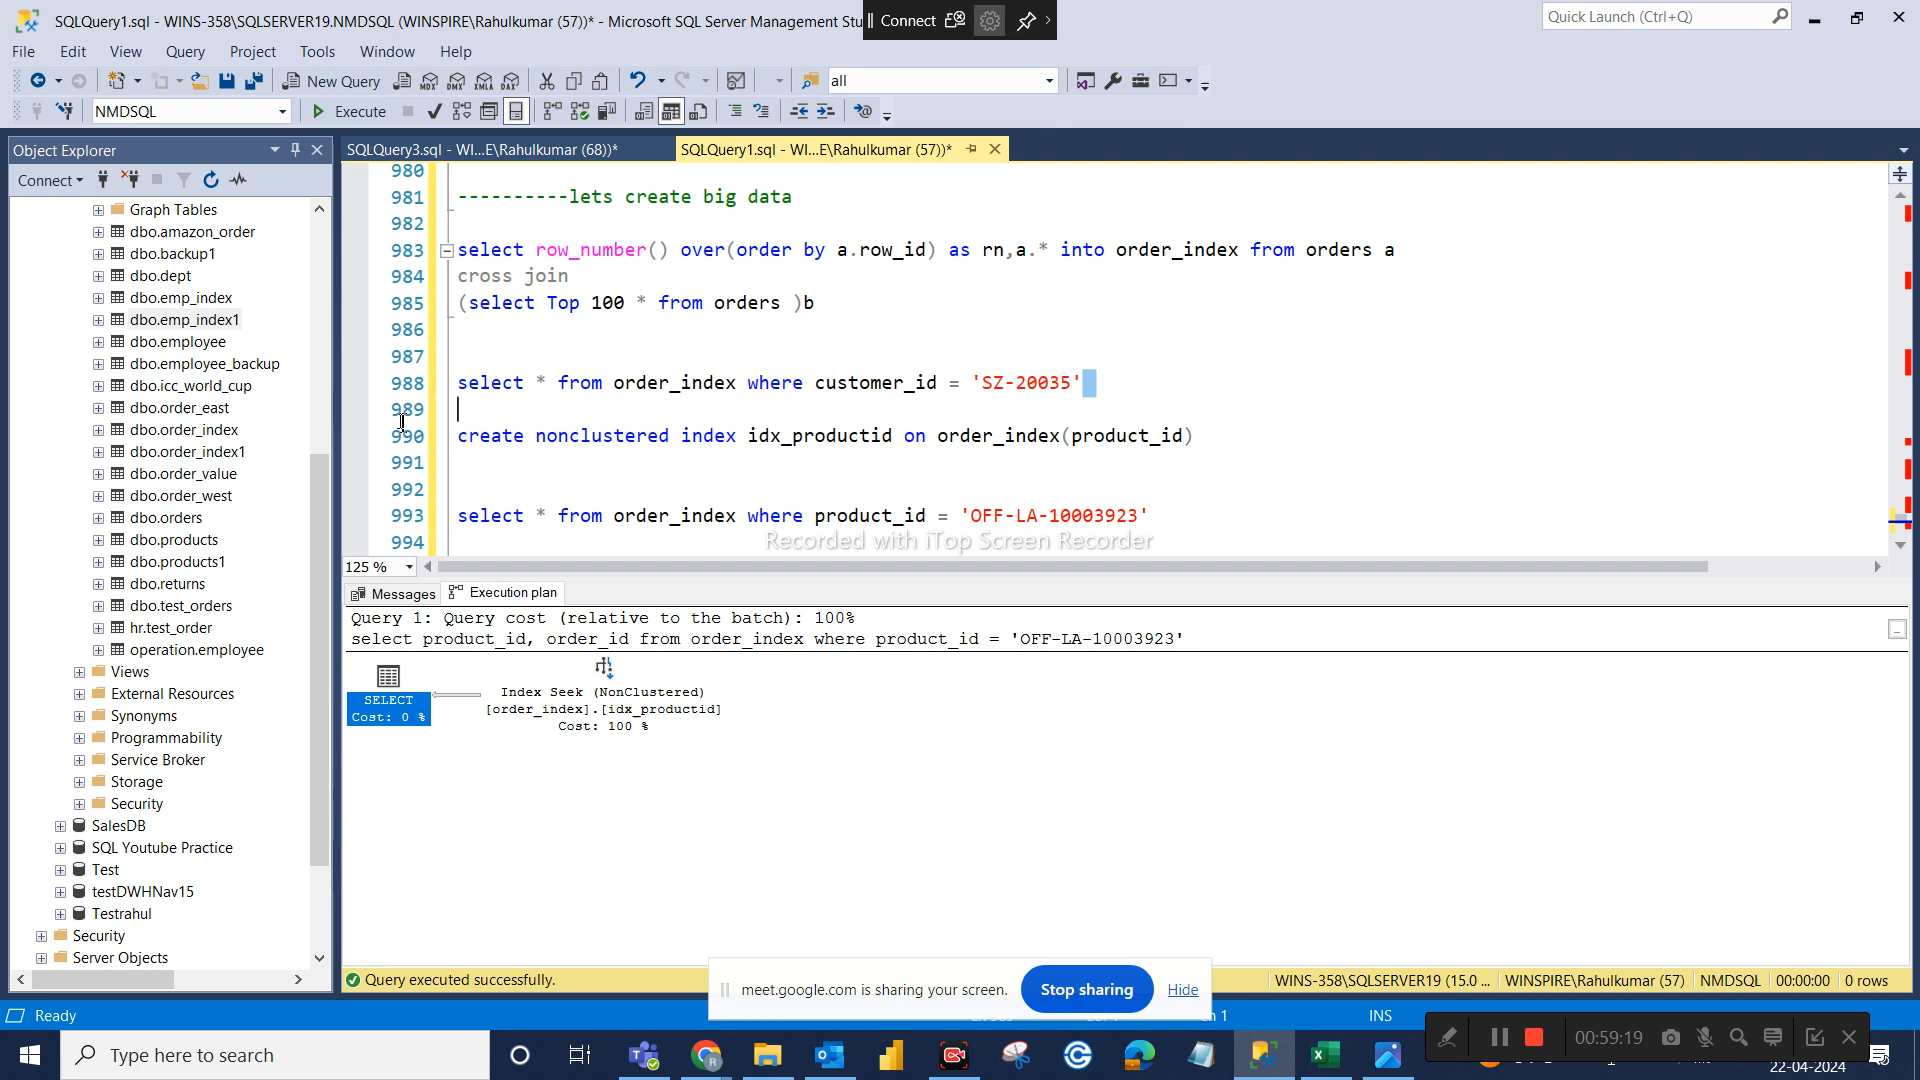 SQLQuery1.sql - WINS-358\SQLSERVER19.NMDSQL (WINSPIRE\Rahulkumar (57))* - Microsoft SQL Server Management Stu
Connect
Quick Launch (Ctrl+Q)
File Edit View Query Project Tools Window Help
New Query
all
NMDSQL
Execute
Object Explorer
SQLQuery3.sql - WI...E\Rahulkumar (68))*
SQLQuery1.sql - WI...E\Rahulkumar (57))*
Connect
Graph Tables
dbo.amazon_order
dbo.backup1
dbo.dept
dbo.emp_index
dbo.emp_index1
dbo.employee
dbo.employee_backup
dbo.icc_world_cup
dbo.order_east
dbo.order_index
dbo.order_index1
dbo.order_value
dbo.order_west
dbo.orders
dbo.products
dbo.products1
dbo.returns
dbo.test_orders
hr.test_order
operation.employee
Views
External Resources
Synonyms
Programmability
Service Broker
Storage
Security
SalesDB
SQL Youtube Practice
Test
testDWHNav15
Testrahul
Security
Server Objects
980
981 ----------lets create big data
982
983 select row_number() over(order by a.row_id) as rn,a.* into order_index from orders a
984 cross join
985 (select Top 100 * from orders )b
986
987
988 select * from order_index where customer_id = 'SZ-20035'
989
990 create nonclustered index idx_productid on order_index(product_id)
991
992
993 select * from order_index where product_id = 'OFF-LA-10003923'
994
Recorded with iTop Screen Recorder
125 %
Messages Execution plan
Query 1: Query cost (relative to the batch): 100%
select product_id, order_id from order_index where product_id = 'OFF-LA-10003923'
SELECT
Cost: 0 %
Index Seek (NonClustered)
[order_index].[idx_productid]
Cost: 100 %
Query executed successfully.
WINS-358\SQLSERVER19 (15.0 ... WINSPIRE\Rahulkumar (57) NMDSQL 00:00:00 0 rows
meet.google.com is sharing your screen.
Stop sharing
Hide
Ready
INS
Type here to search
00:59:19
22-04-2024